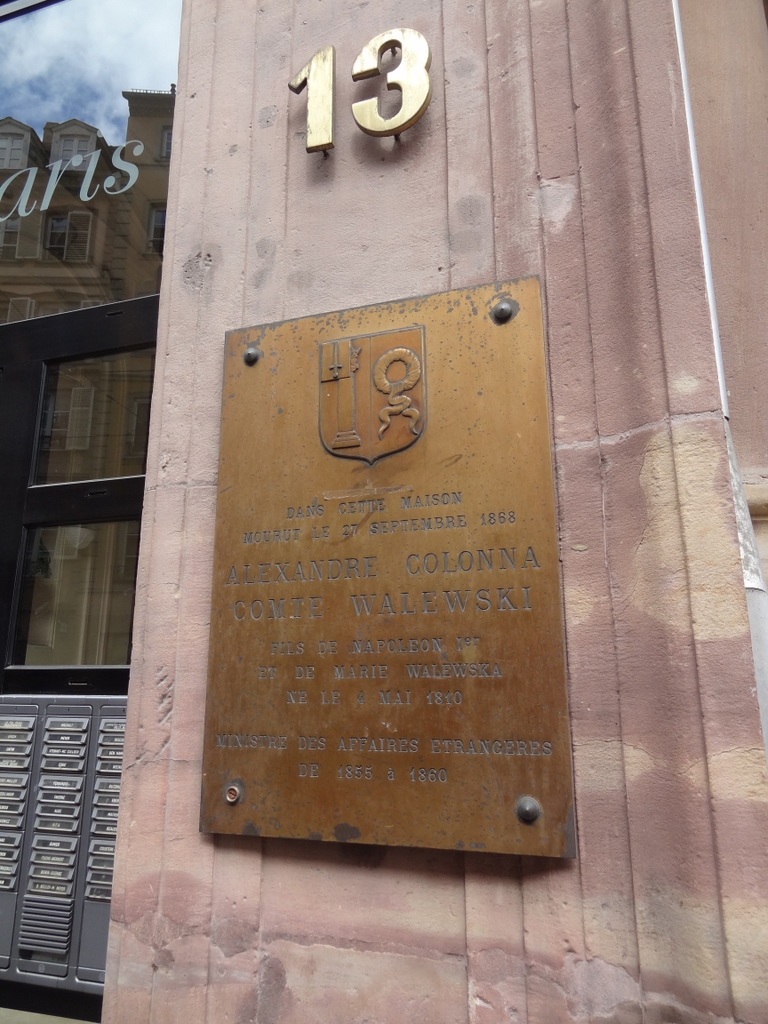 13
aris
DANS CETTE MAISON
MOURUT LE 27 SEPTEMBRE 1868
ALEXANDRE COLONNA
COMTE WALEWSKI
FILS DE NAPOLEON Iᵉʳ
ET DE MARIE WALEWSKA
NE LE 4 MAI 1810
MINISTRE DES AFFAIRES ETRANGERES
DE 1855 à 1860